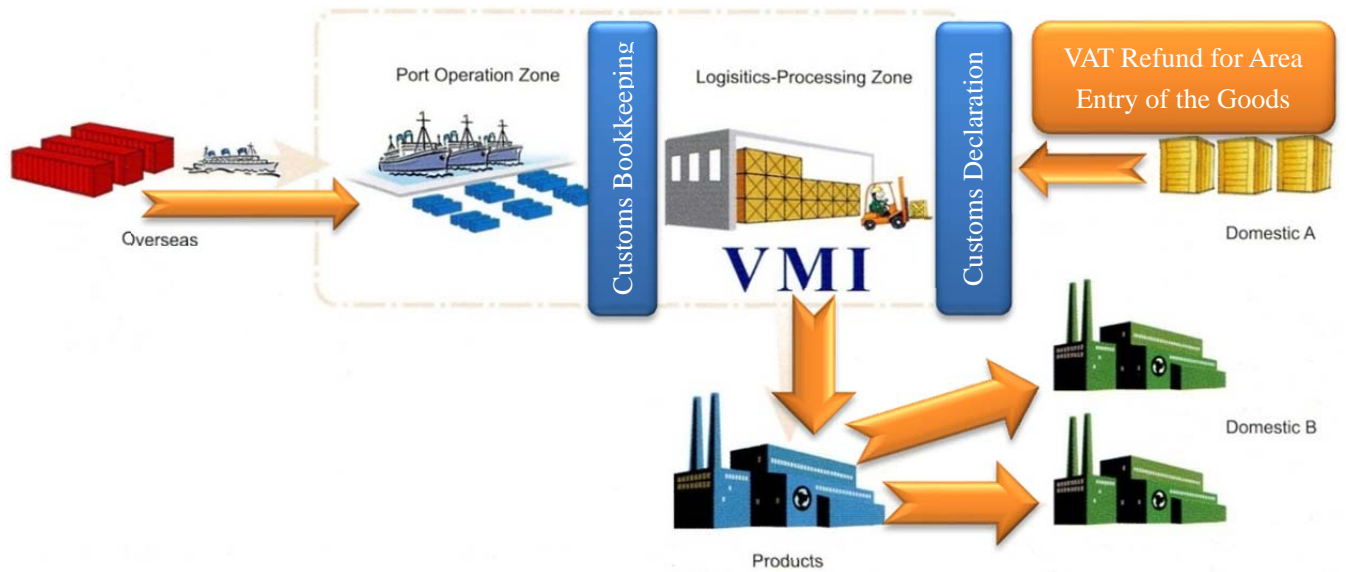 Port Operation Zone
Customs Bookkeeping
Logisitics-Processing Zone
Customs Declaration
VAT Refund for Area
Entry of the Goods
Overseas
VMI
Domestic A
Domestic B
Products